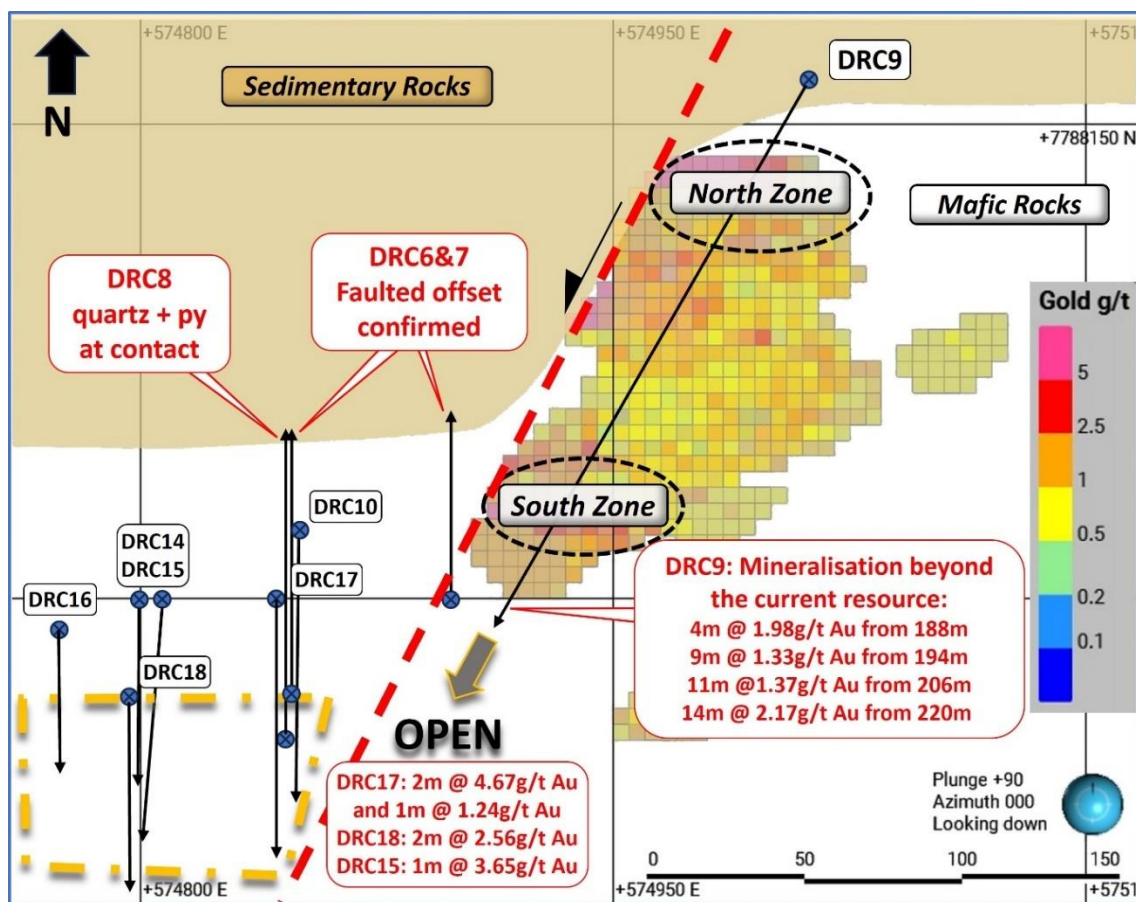 +574800 E
+574950 E
+5751
N
Sedimentary Rocks
DRC9
+7788150 N
North Zone
Mafic Rocks
DRC8
quartz + py
at contact
DRC6&7
Faulted offset
confirmed
Gold g/t
5
2.5
1
0.5
0.2
0.1
South Zone
DRC10
DRC14
DRC15
DRC17
DRC16
DRC18
DRC9: Mineralisation beyond
the current resource:
4m @ 1.98g/t Au from 188m
9m @ 1.33g/t Au from 194m
11m @1.37g/t Au from 206m
14m @ 2.17g/t Au from 220m
OPEN
DRC17: 2m @ 4.67g/t Au
and 1m @ 1.24g/t Au
DRC18: 2m @ 2.56g/t Au
DRC15: 1m @ 3.65g/t Au
Plunge +90
Azimuth 000
Looking down
0
50
100
150
+574800 E
+574950 E
+5751